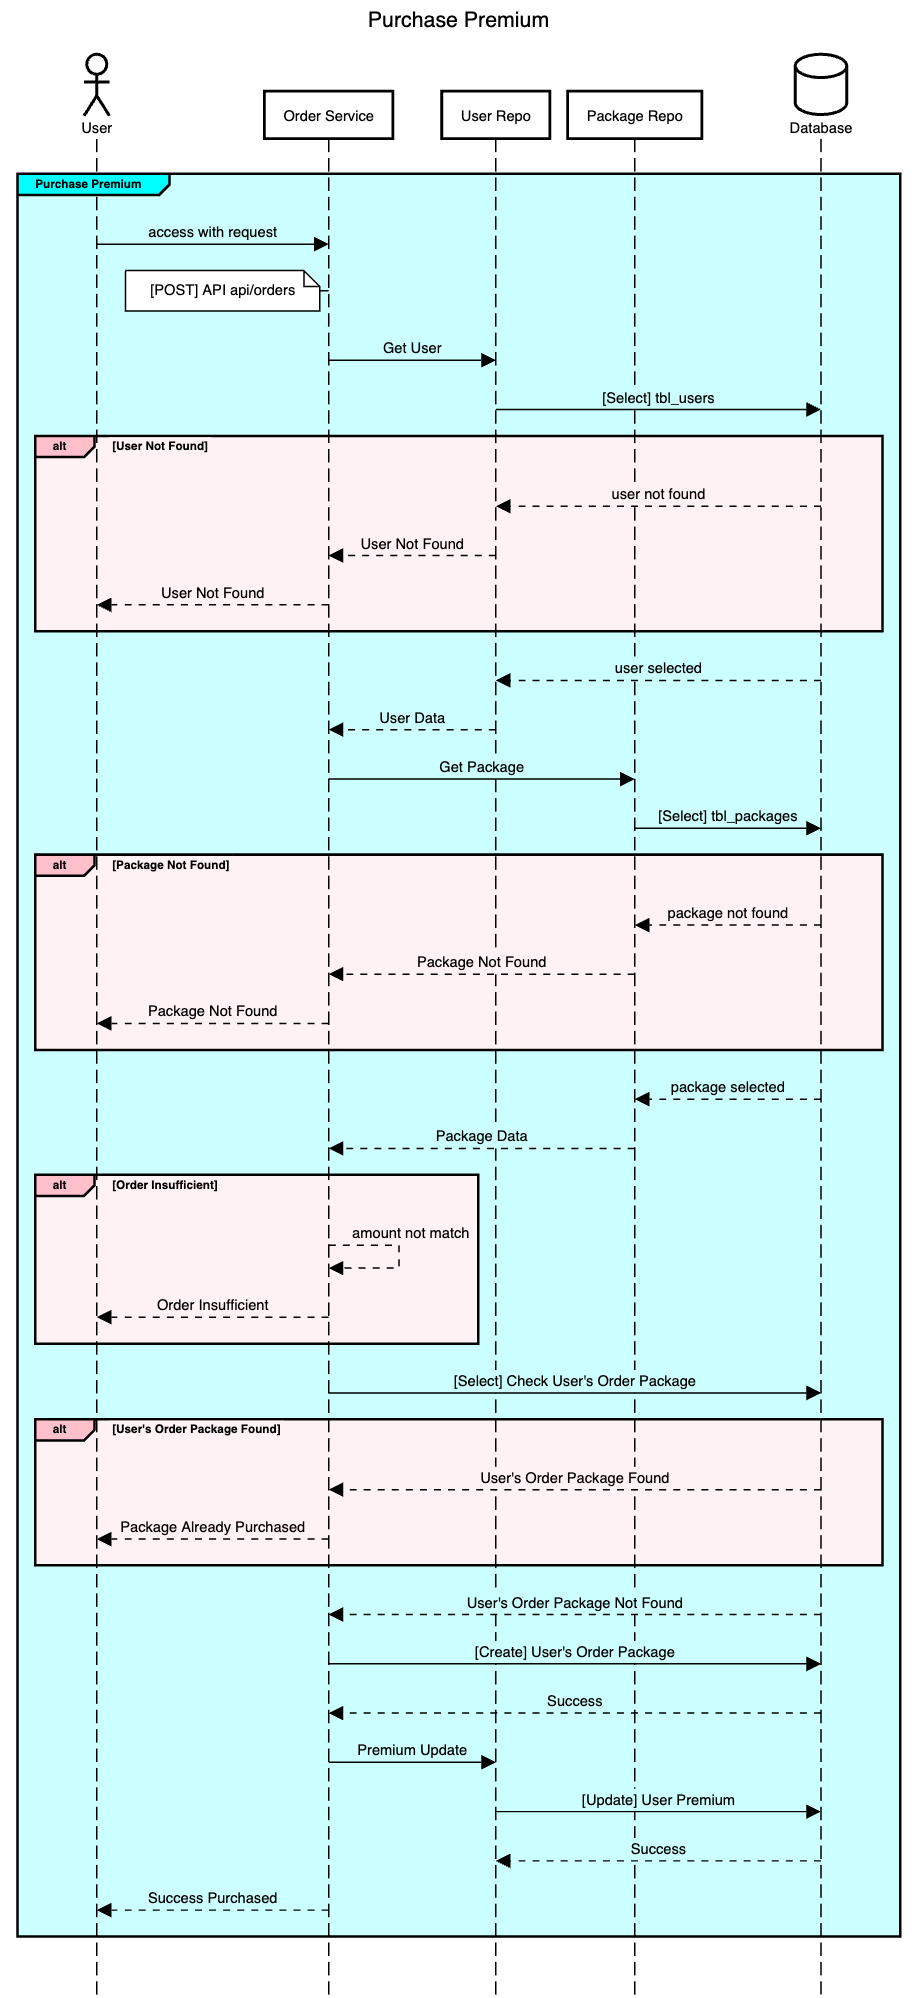 Purchase Premium
User
Order Service
User Repo
Package Repo
Database
Purchase Premium
access with request
[POST] API api/orders
Get User
[Select] tbl_users
alt
[User Not Found]
user not found
User Not Found
User Not Found
user selected
User Data
Get Package
[Select] tbl_packages
alt
[Package Not Found]
package not found
Package Not Found
Package Not Found
package selected
Package Data
alt
[Order Insufficient]
amount not match
Order Insufficient
[Select] Check User's Order Package
alt
[User's Order Package Found]
User's Order Package Found
Package Already Purchased
User's Order Package Not Found
[Create] User's Order Package
Success
Premium Update
[Update] User Premium
Success
Success Purchased